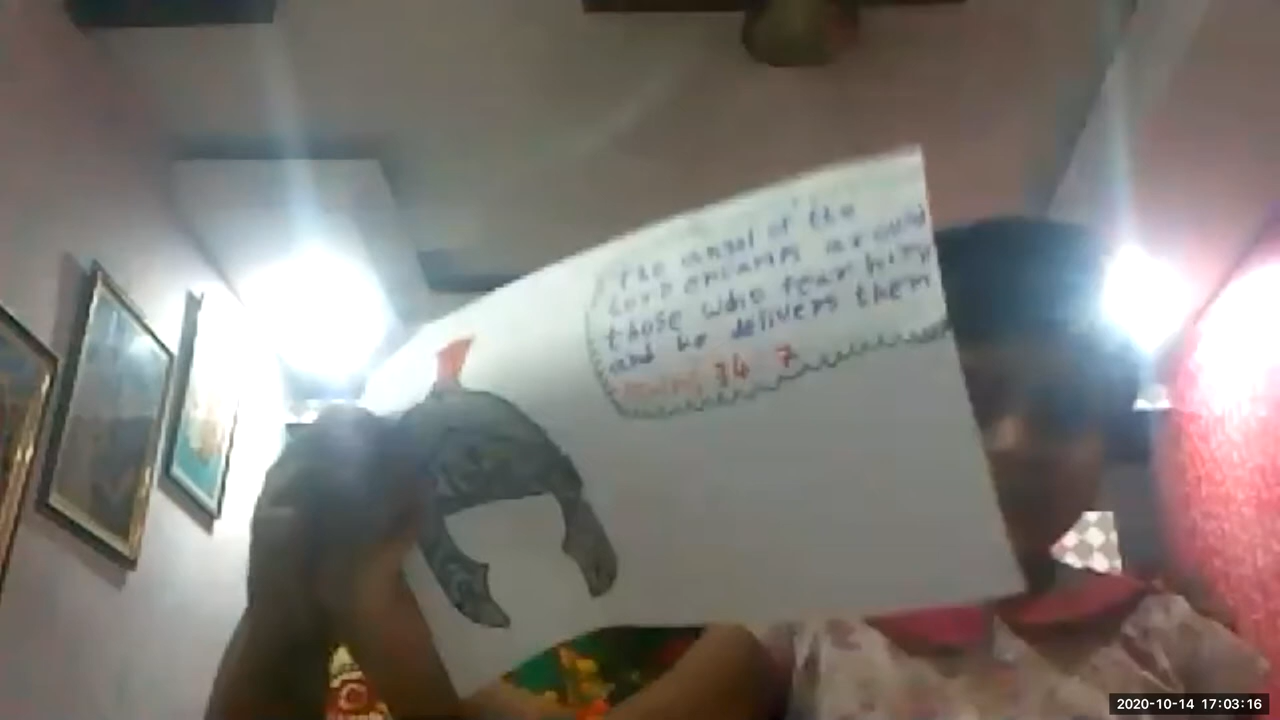 The angel of the
Lord encamps around
those who fear him
and he delivers them
34 7
2020-10-14 17:03:16